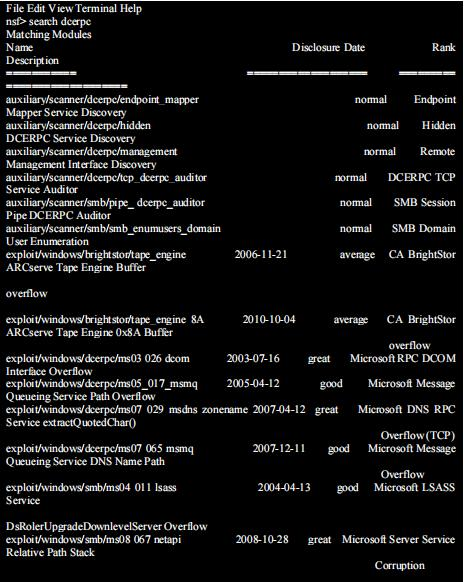 File Edit View Terminal Help
nsf> search dcerpc
Matching Modules
Name Disclosure Date Rank
Description
=========== ==================== =========
===================
auxiliary/scanner/dcerpc/endpoint_mapper normal Endpoint
Mapper Service Discovery
auxiliary/scanner/dcerpc/hidden normal Hidden
DCERPC Service Discovery
auxiliary/scanner/dcerpc/management normal Remote
Management Interface Discovery
auxiliary/scanner/dcerpc/tcp_dcerpc_auditor normal DCERPC TCP
Service Auditor
auxiliary/scanner/smb/pipe_ dcerpc_auditor normal SMB Session
Pipe DCERPC Auditor
auxiliary/scanner/smb/smb_enumusers_domain normal SMB Domain
User Enumeration
exploit/windows/brightstor/tape_engine 2006-11-21 average CA BrightStor
ARCserve Tape Engine Buffer
overflow
exploit/windows/brightstor/tape_engine 8A 2010-10-04 average CA BrightStor
ARCserve Tape Engine 0x8A Buffer
overflow
exploit/windows/dcerpc/ms03 026 dcom 2003-07-16 great Microsoft RPC DCOM
Interface Overflow
exploit/windows/dcerpc/ms05_017_msmq 2005-04-12 good Microsoft Message
Queueing Service Path Overflow
exploit/windows/dcerpc/ms07 029 msdns zonename 2007-04-12 great Microsoft DNS RPC
Service extractQuotedChar()
Overflow (TCP)
exploit/windows/dcerpc/ms07 065 msmq 2007-12-11 good Microsoft Message
Queueing Service DNS Name Path
Overflow
exploit/windows/smb/ms04 011 lsass 2004-04-13 good Microsoft LSASS
Service
DsRolerUpgradeDownlevelServer Overflow
exploit/windows/smb/ms08 067 netapi 2008-10-28 great Microsoft Server Service
Relative Path Stack
Corruption